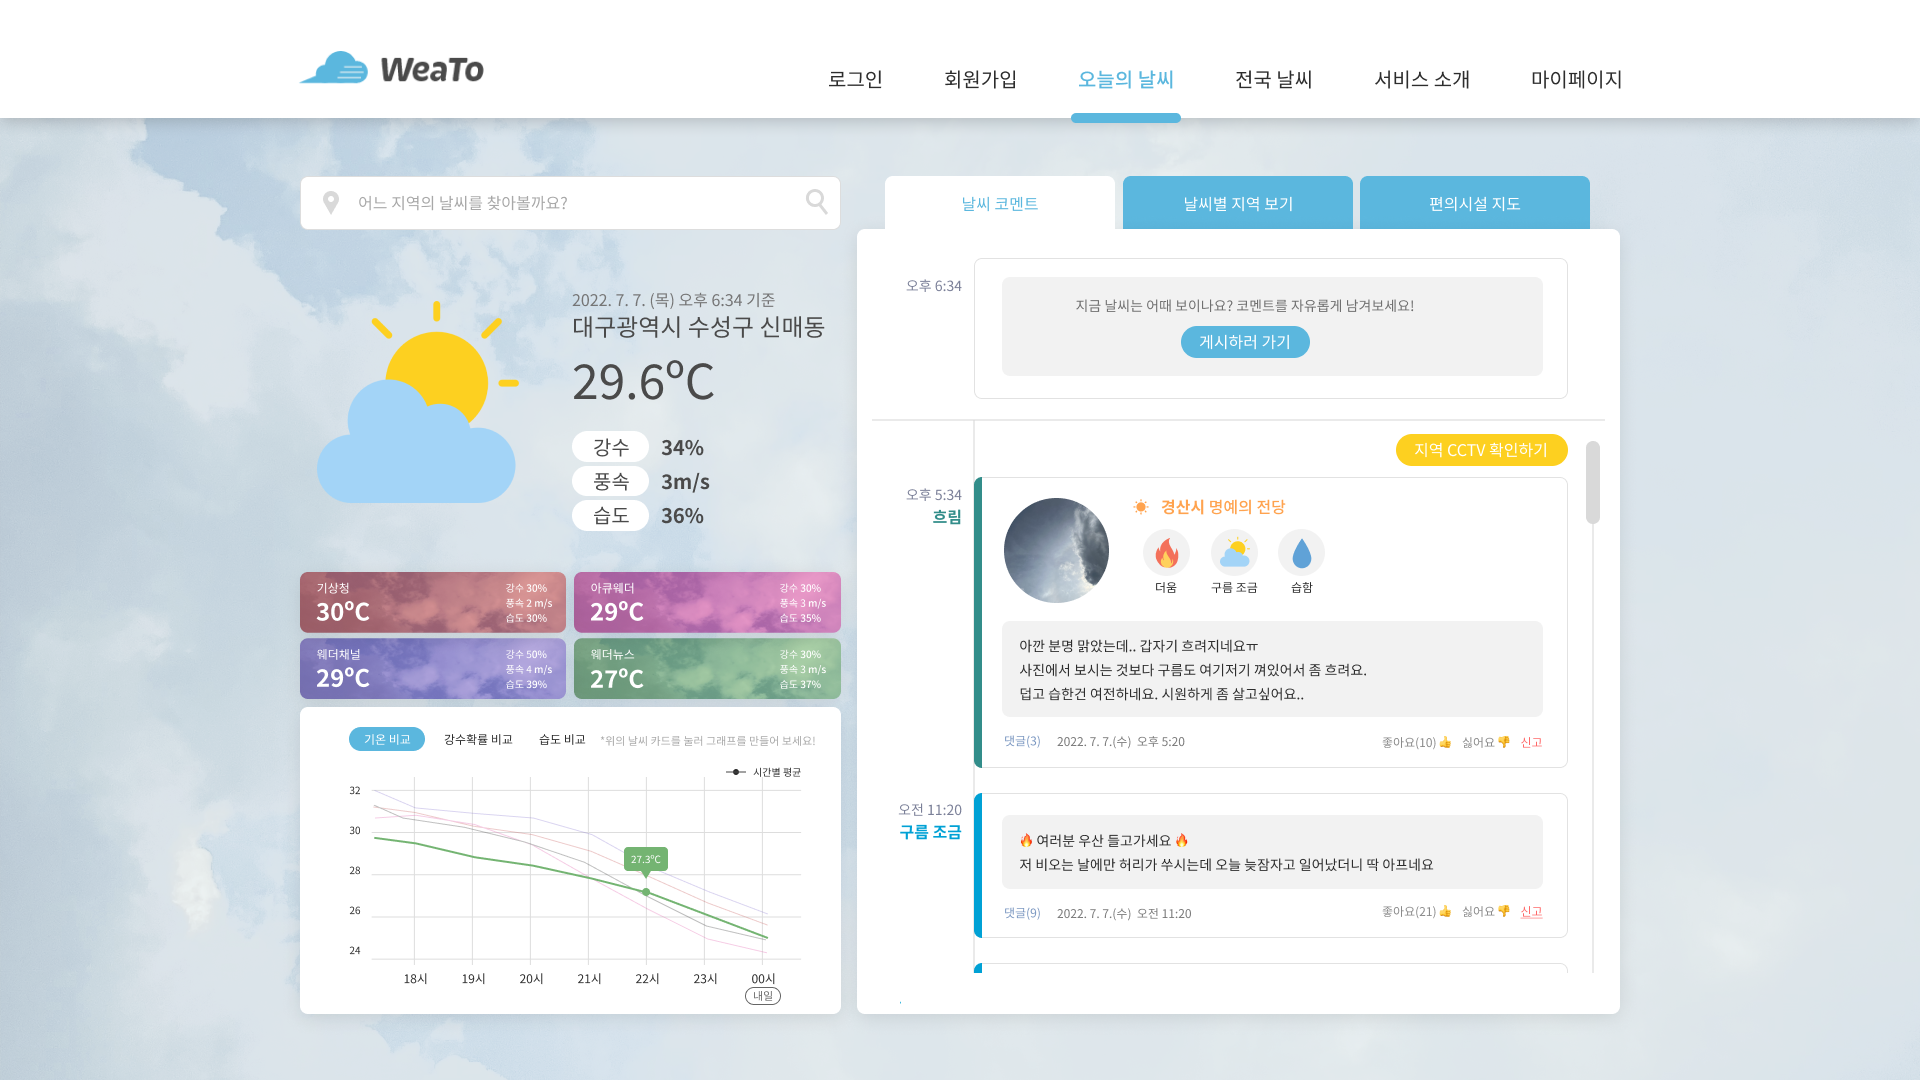 WeaTo
로그인 회원가입 오늘의 날씨 전국 날씨 서비스 소개 마이페이지
어느 지역의 날씨를 찾아볼까요?
2022. 7. 7. (목) 오후 6:34 기준
대구광역시 수성구 신매동
29.6ºC
강수 34%
풍속 3m/s
습도 36%
기상청
30ºC
강수 30%
풍속 2 m/s
습도 30%
아큐웨더
29ºC
강수 30%
풍속 3 m/s
습도 35%
웨더채널
29ºC
강수 50%
풍속 4 m/s
습도 39%
웨더뉴스
27ºC
강수 30%
풍속 3 m/s
습도 37%
기온 비교 강수확률 비교 습도 비교 *위의 날씨 카드를 눌러 그래프를 만들어 보세요!
시간별 평균
32
30
28
26
24
27.3ºC
18시 19시 20시 21시 22시 23시 00시
내일
날씨 코멘트 날씨별 지역 보기 편의시설 지도
오후 6:34
지금 날씨는 어때 보이나요? 코멘트를 자유롭게 남겨보세요!
게시하러 가기
지역 CCTV 확인하기
오후 5:34
흐림
경산시 명예의 전당
더움 구름 조금 습함
아깐 분명 맑았는데.. 갑자기 흐려지네요ㅠ
사진에서 보시는 것보다 구름도 여기저기 껴있어서 좀 흐려요.
덥고 습한건 여전하네요. 시원하게 좀 살고싶어요..
댓글(3) 2022. 7. 7.(수) 오후 5:20 좋아요(10)👍 싫어요👎 신고
오전 11:20
구름 조금
🔥 여러분 우산 들고가세요 🔥
저 비오는 날에만 허리가 쑤시는데 오늘 늦잠자고 일어났더니 딱 아프네요
댓글(9) 2022. 7. 7.(수) 오전 11:20 좋아요(21)👍 싫어요👎 신고